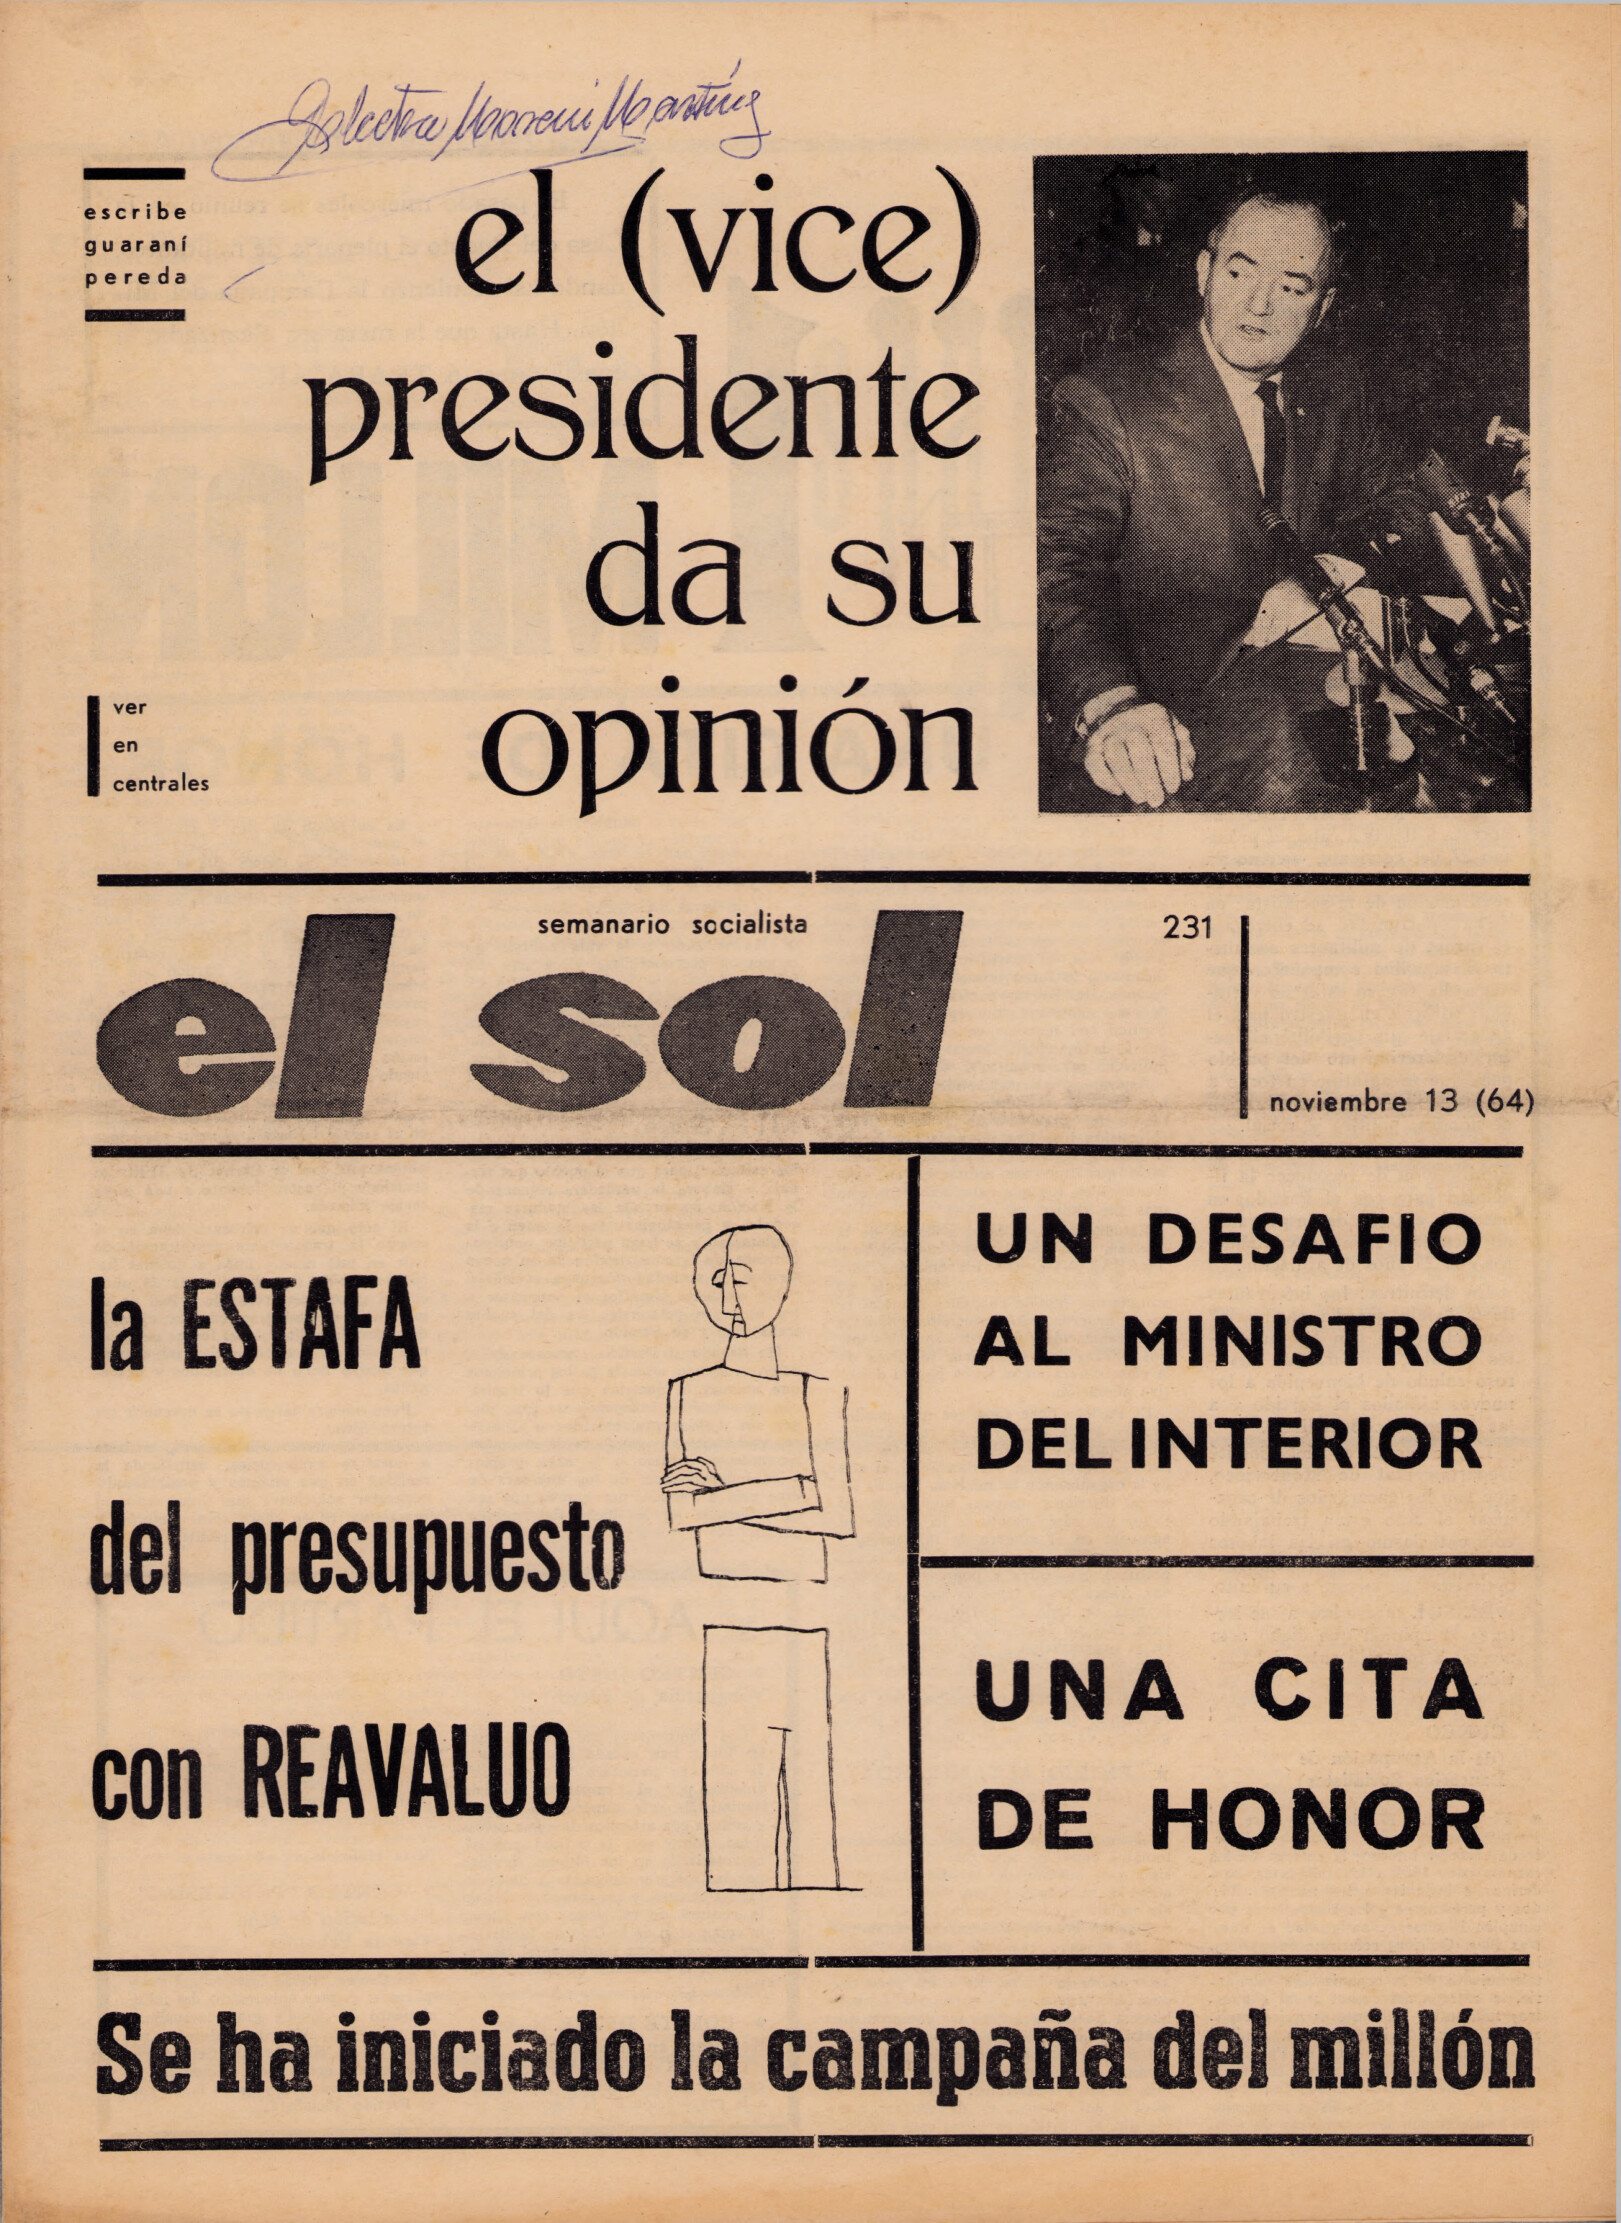 escribe
guaraní
pereda
el (vice)
presidente
da su
opinión
ver
en
centrales
semanario socialista
231
el sol
noviembre 13 (64)
la ESTAFA
del presupuesto
con REAVALUO
UN DESAFIO
AL MINISTRO
DEL INTERIOR
UNA CITA
DE HONOR
Se ha iniciado la campaña del millón